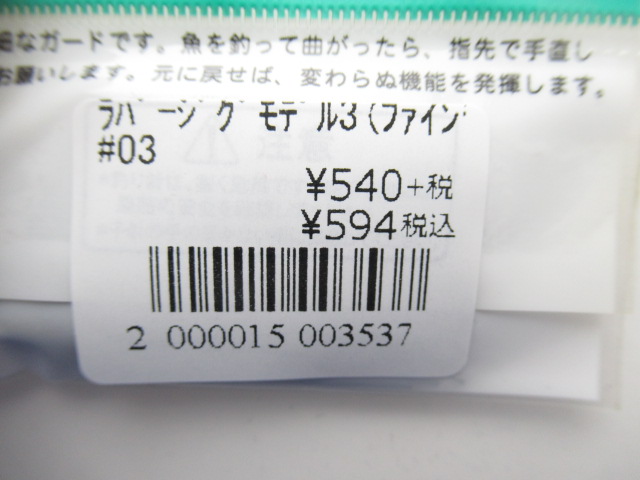 なガードです。魚を釣って曲がったら、指先で手直し
お願いします。元に戻せば、変わらぬ機能を発揮します。
ラバージグモデル3(ファイン
#03
¥540+税
¥594税込
2 000015 003537